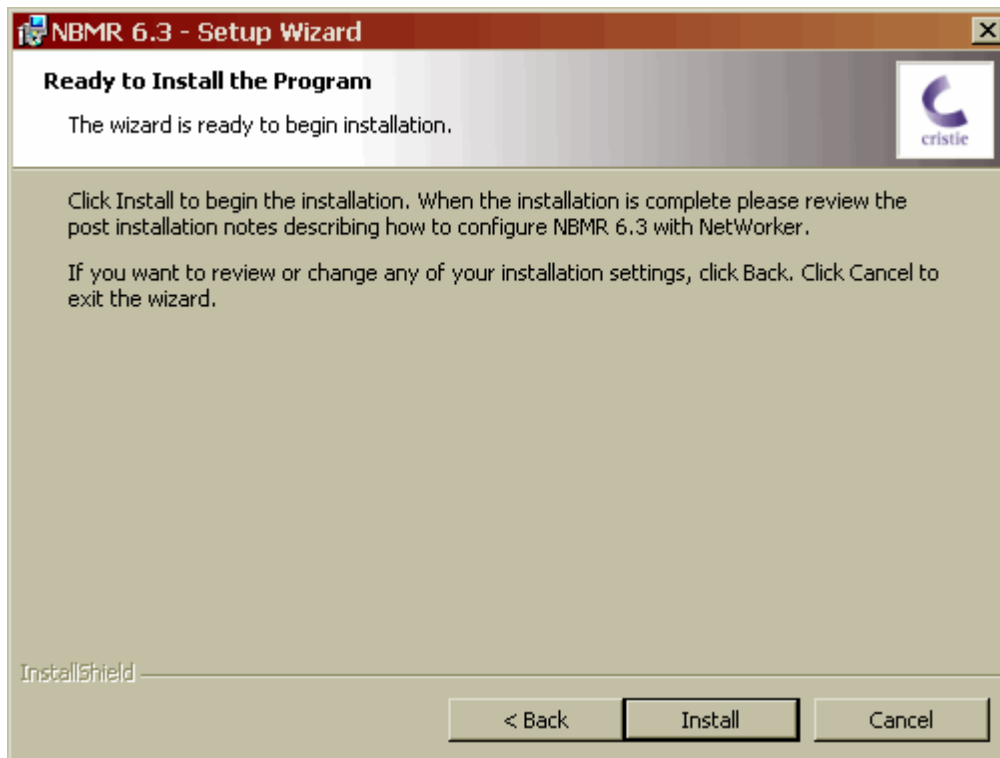 NBMR 6.3 - Setup Wizard
Ready to Install the Program
The wizard is ready to begin installation.
cristie
Click Install to begin the installation. When the installation is complete please review the
post installation notes describing how to configure NBMR 6.3 with NetWorker.
If you want to review or change any of your installation settings, click Back. Click Cancel to
exit the wizard.
InstallShield
< Back
Install
Cancel